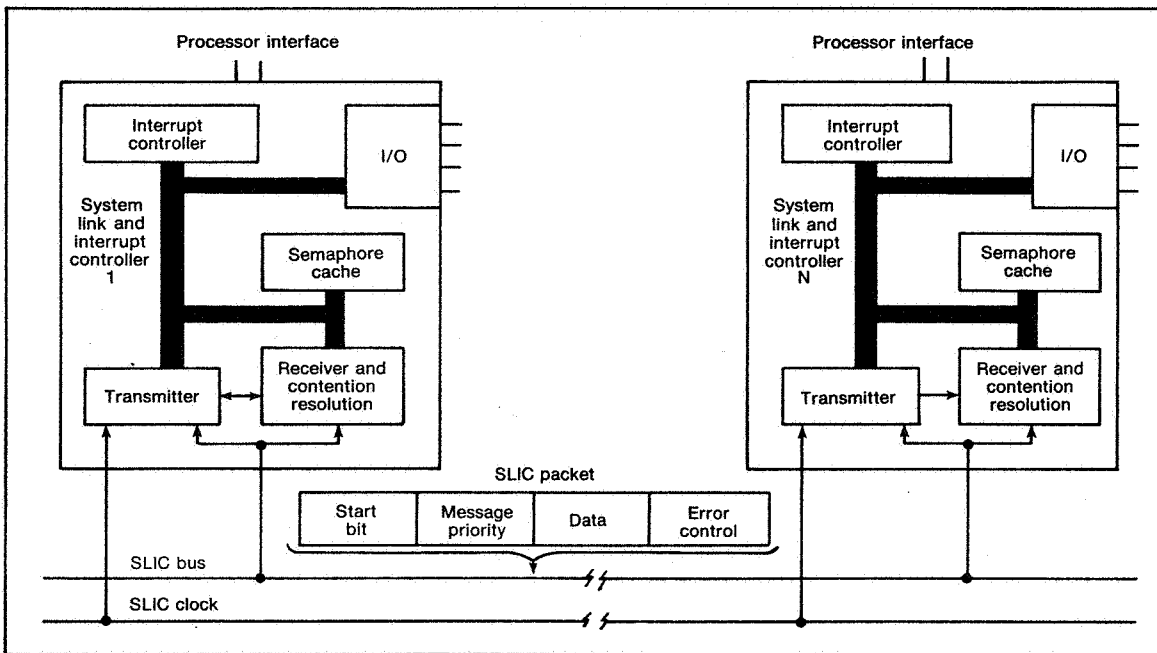 Processor interface
Interrupt
controller
I/O
System
link and
interrupt
controller
1
Semaphore
cache
Transmitter
Receiver and
contention
resolution
Processor interface
Interrupt
controller
I/O
System
link and
interrupt
controller
N
Semaphore
cache
Transmitter
Receiver and
contention
resolution
SLIC packet
Start
bit
Message
priority
Data
Error
control
SLIC bus
SLIC clock